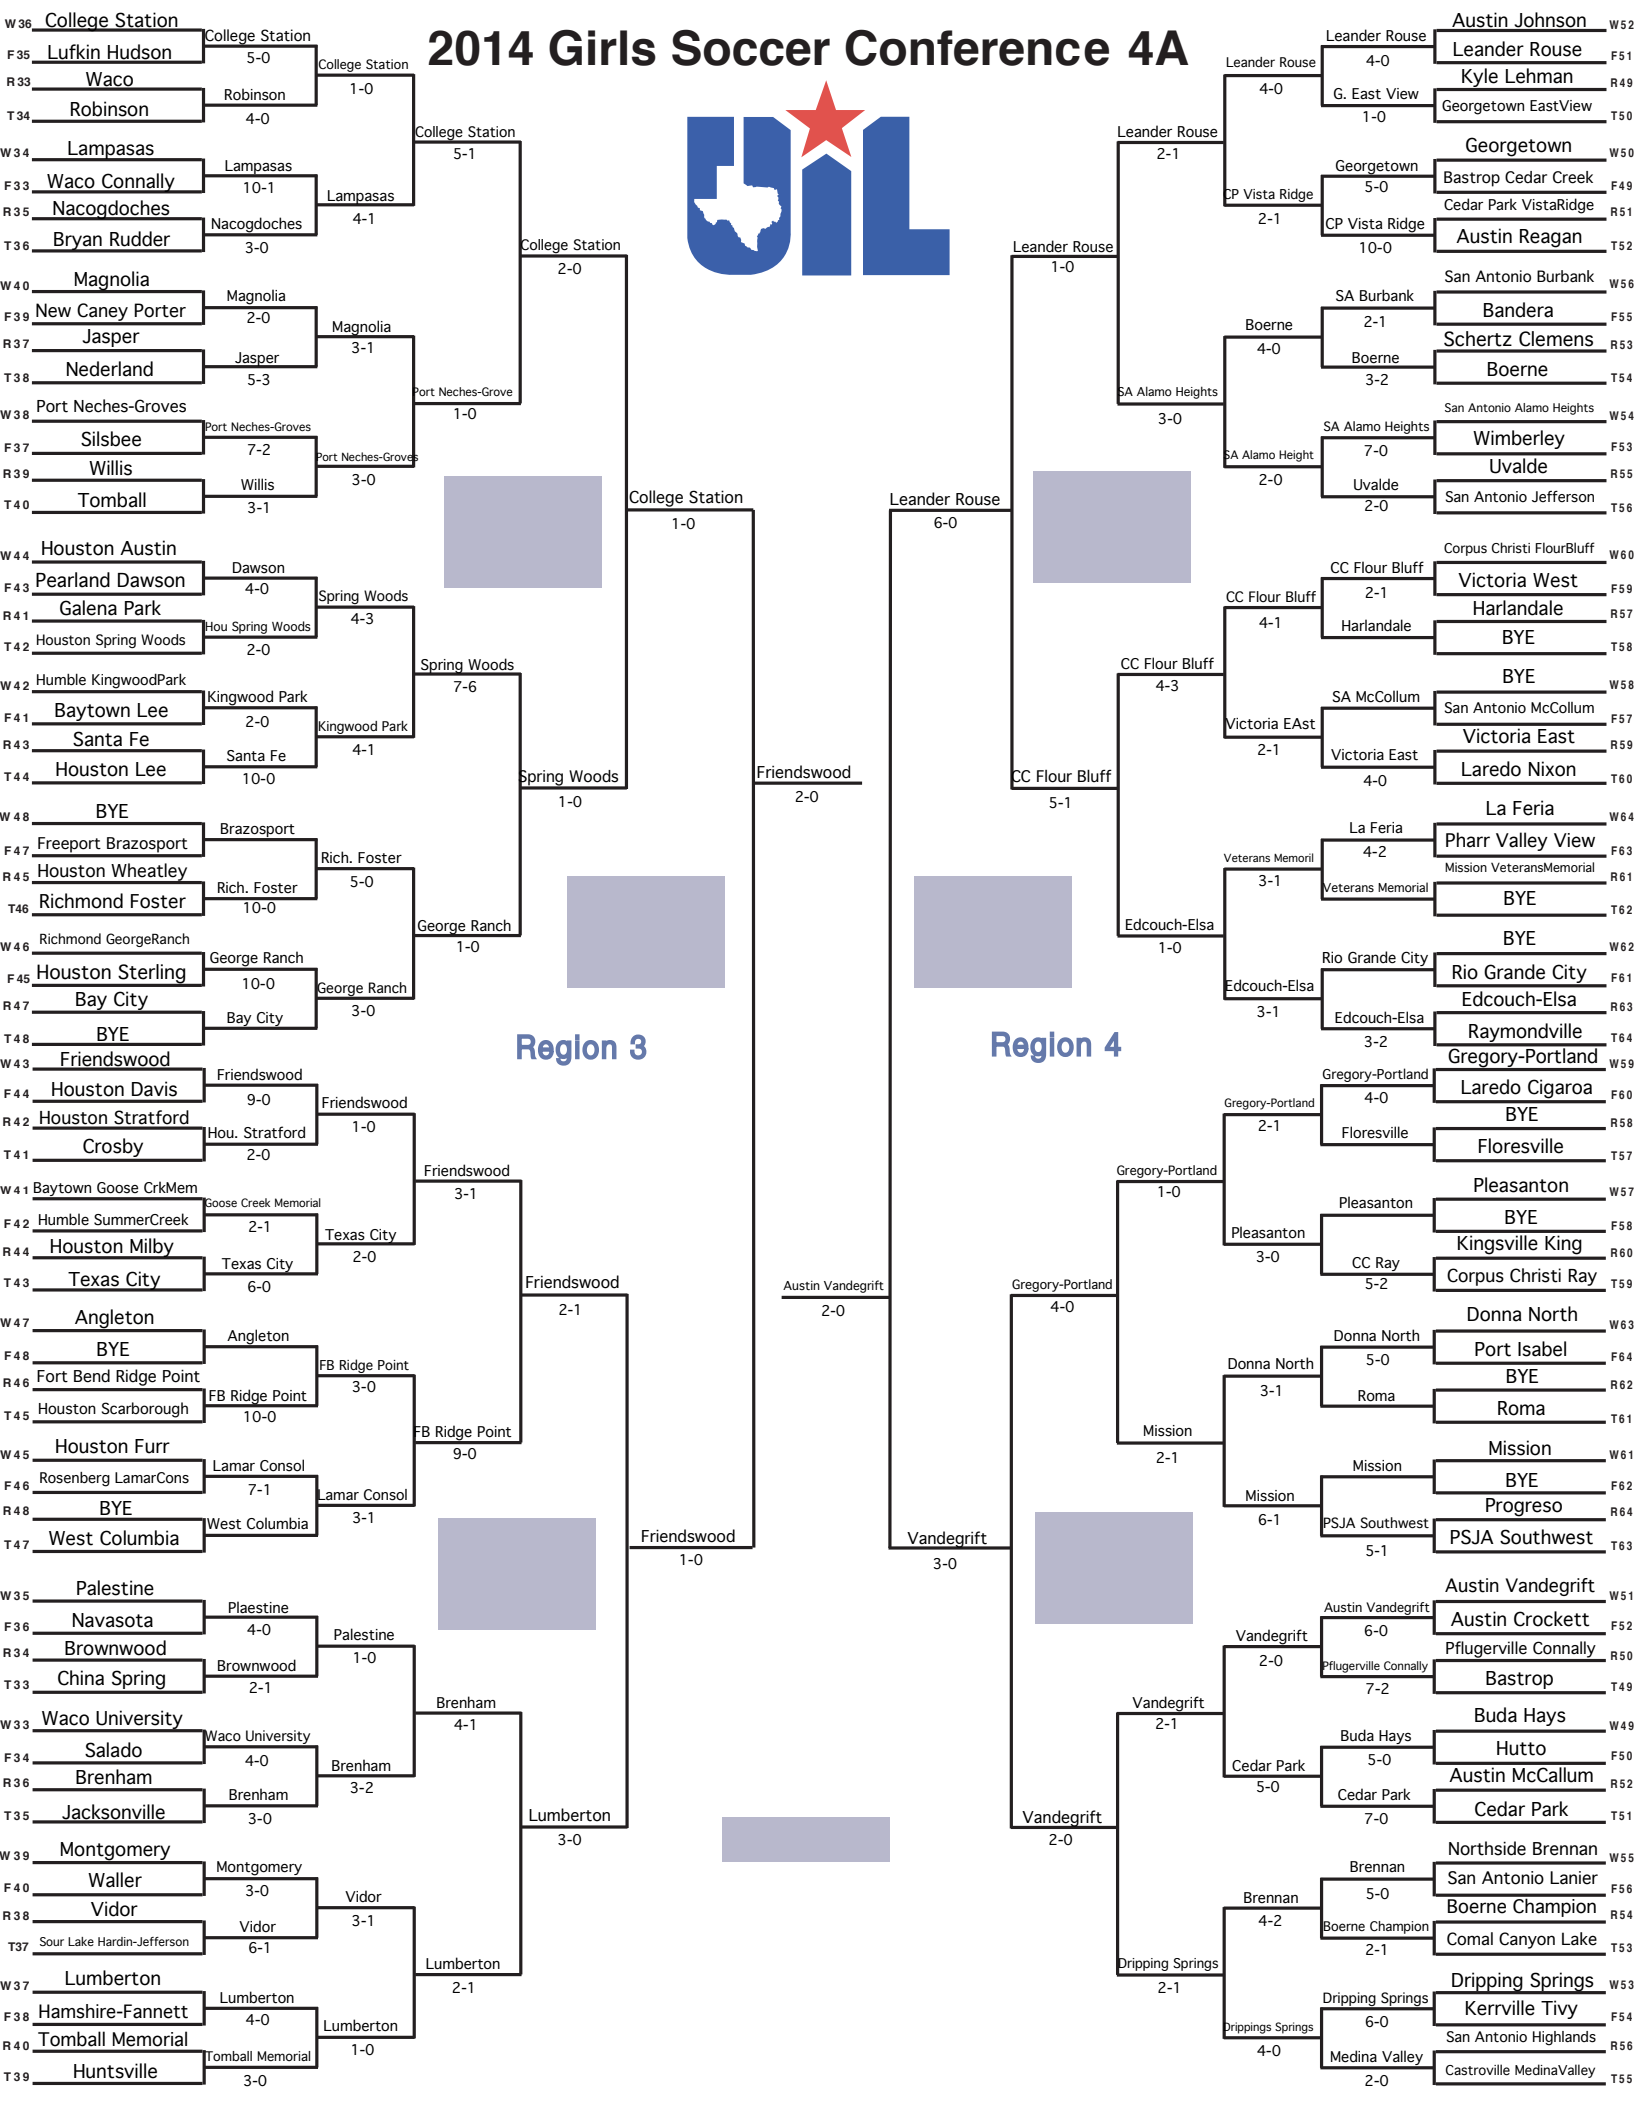 2014 Girls Soccer Conference 4A
UiL
W36 College Station
College Station
F35 Lufkin Hudson
5-0
College Station
R33 Waco
1-0
Robinson
T34 Robinson
4-0
College Station
W34 Lampasas
5-1
Lampasas
F33 Waco Connally
10-1
Lampasas
R35 Nacogdoches
4-1
Nacogdoches
T36 Bryan Rudder
3-0
College Station
2-0
W40 Magnolia
Magnolia
F39 New Caney Porter
2-0
Magnolia
R37 Jasper
3-1
Jasper
T38 Nederland
5-3
Port Neches-Grove
1-0
W38 Port Neches-Groves
Port Neches-Groves
F37 Silsbee
7-2
Port Neches-Groves
R39 Willis
3-0
Willis
T40 Tomball
3-1
College Station
1-0
W44 Houston Austin
Dawson
F43 Pearland Dawson
4-0
Spring Woods
R41 Galena Park
4-3
Hou Spring Woods
T42 Houston Spring Woods
2-0
Spring Woods
7-6
W42 Humble KingwoodPark
Kingwood Park
F41 Baytown Lee
2-0
Kingwood Park
R43 Santa Fe
4-1
Santa Fe
T44 Houston Lee
10-0
Spring Woods
1-0
Friendswood
2-0
W48 BYE
Brazosport
F47 Freeport Brazosport
Rich. Foster
R45 Houston Wheatley
5-0
Rich. Foster
T46 Richmond Foster
10-0
George Ranch
1-0
W46 Richmond GeorgeRanch
George Ranch
F45 Houston Sterling
10-0
George Ranch
R47 Bay City
3-0
Bay City
T48 BYE
Region 3
W43 Friendswood
Friendswood
F44 Houston Davis
9-0
Friendswood
R42 Houston Stratford
1-0
Hou. Stratford
T41 Crosby
2-0
Friendswood
3-1
W41 Baytown Goose CrkMem
Goose Creek Memorial
F42 Humble SummerCreek
2-1
Texas City
R44 Houston Milby
2-0
Texas City
T43 Texas City
6-0
Friendswood
2-1
W47 Angleton
Angleton
F48 BYE
FB Ridge Point
R46 Fort Bend Ridge Point
3-0
FB Ridge Point
T45 Houston Scarborough
10-0
FB Ridge Point
9-0
W45 Houston Furr
Lamar Consol
F46 Rosenberg LamarCons
7-1
Lamar Consol
R48 BYE
3-1
West Columbia
T47 West Columbia
Friendswood
1-0
W35 Palestine
Plaestine
F36 Navasota
4-0
Palestine
R34 Brownwood
1-0
Brownwood
T33 China Spring
2-1
Brenham
4-1
W33 Waco University
Waco University
F34 Salado
4-0
Brenham
R36 Brenham
3-2
Brenham
T35 Jacksonville
3-0
Lumberton
3-0
W39 Montgomery
Montgomery
F40 Waller
3-0
Vidor
R38 Vidor
3-1
Vidor
T37 Sour Lake Hardin-Jefferson
6-1
Lumberton
2-1
W37 Lumberton
Lumberton
F38 Hamshire-Fannett
4-0
Lumberton
R40 Tomball Memorial
1-0
Tomball Memorial
T39 Huntsville
3-0
Austin Johnson W52
Leander Rouse
Leander Rouse F51
4-0
Leander Rouse
Kyle Lehman R49
4-0
G. East View
Georgetown EastView T50
1-0
Leander Rouse
2-1
Georgetown W50
Georgetown
Bastrop Cedar Creek F49
5-0
CP Vista Ridge
Cedar Park VistaRidge R51
2-1
CP Vista Ridge
Austin Reagan T52
10-0
Leander Rouse
1-0
San Antonio Burbank W56
SA Burbank
Bandera F55
2-1
Boerne
Schertz Clemens R53
4-0
Boerne
Boerne T54
3-2
SA Alamo Heights
3-0
San Antonio Alamo Heights W54
SA Alamo Heights
Wimberley F53
7-0
SA Alamo Height
Uvalde R55
2-0
Uvalde
San Antonio Jefferson T56
2-0
Leander Rouse
6-0
Corpus Christi FlourBluff W60
CC Flour Bluff
Victoria West F59
2-1
CC Flour Bluff
Harlandale R57
4-1
Harlandale
BYE T58
CC Flour Bluff
4-3
BYE W58
SA McCollum
San Antonio McCollum F57
Victoria EAst
Victoria East R59
2-1
Victoria East
Laredo Nixon T60
4-0
CC Flour Bluff
5-1
La Feria W64
La Feria
Pharr Valley View F63
4-2
Veterans Memoril
Mission VeteransMemorial R61
3-1
Veterans Memorial
BYE T62
Edcouch-Elsa
1-0
BYE W62
Rio Grande City
Rio Grande City F61
Edcouch-Elsa
Edcouch-Elsa R63
3-1
Edcouch-Elsa
Raymondville T64
3-2
Region 4
Gregory-Portland W59
Gregory-Portland
Laredo Cigaroa F60
4-0
Gregory-Portland
BYE R58
2-1
Floresville
Floresville T57
Gregory-Portland
1-0
Pleasanton W57
Pleasanton
BYE F58
Pleasanton
Kingsville King R60
3-0
CC Ray
Corpus Christi Ray T59
5-2
Austin Vandegrift
2-0
Gregory-Portland
4-0
Donna North W63
Donna North
Port Isabel F64
5-0
Donna North
BYE R62
3-1
Roma
Roma T61
Mission
2-1
Mission W61
Mission
BYE F62
Mission
Progreso R64
6-1
PSJA Southwest
PSJA Southwest T63
5-1
Vandegrift
3-0
Austin Vandegrift W51
Austin Vandegrift
Austin Crockett F52
6-0
Vandegrift
Pflugerville Connally R50
2-0
Pflugerville Connally
Bastrop T49
7-2
Vandegrift
2-1
Buda Hays W49
Buda Hays
Hutto F50
5-0
Cedar Park
Austin McCallum R52
5-0
Cedar Park
Cedar Park T51
7-0
Vandegrift
2-0
Northside Brennan W55
Brennan
San Antonio Lanier F56
5-0
Brennan
Boerne Champion R54
4-2
Boerne Champion
Comal Canyon Lake T53
2-1
Dripping Springs
2-1
Dripping Springs W53
Dripping Springs
Kerrville Tivy F54
6-0
Drippings Springs
San Antonio Highlands R56
4-0
Medina Valley
Castroville MedinaValley T55
2-0